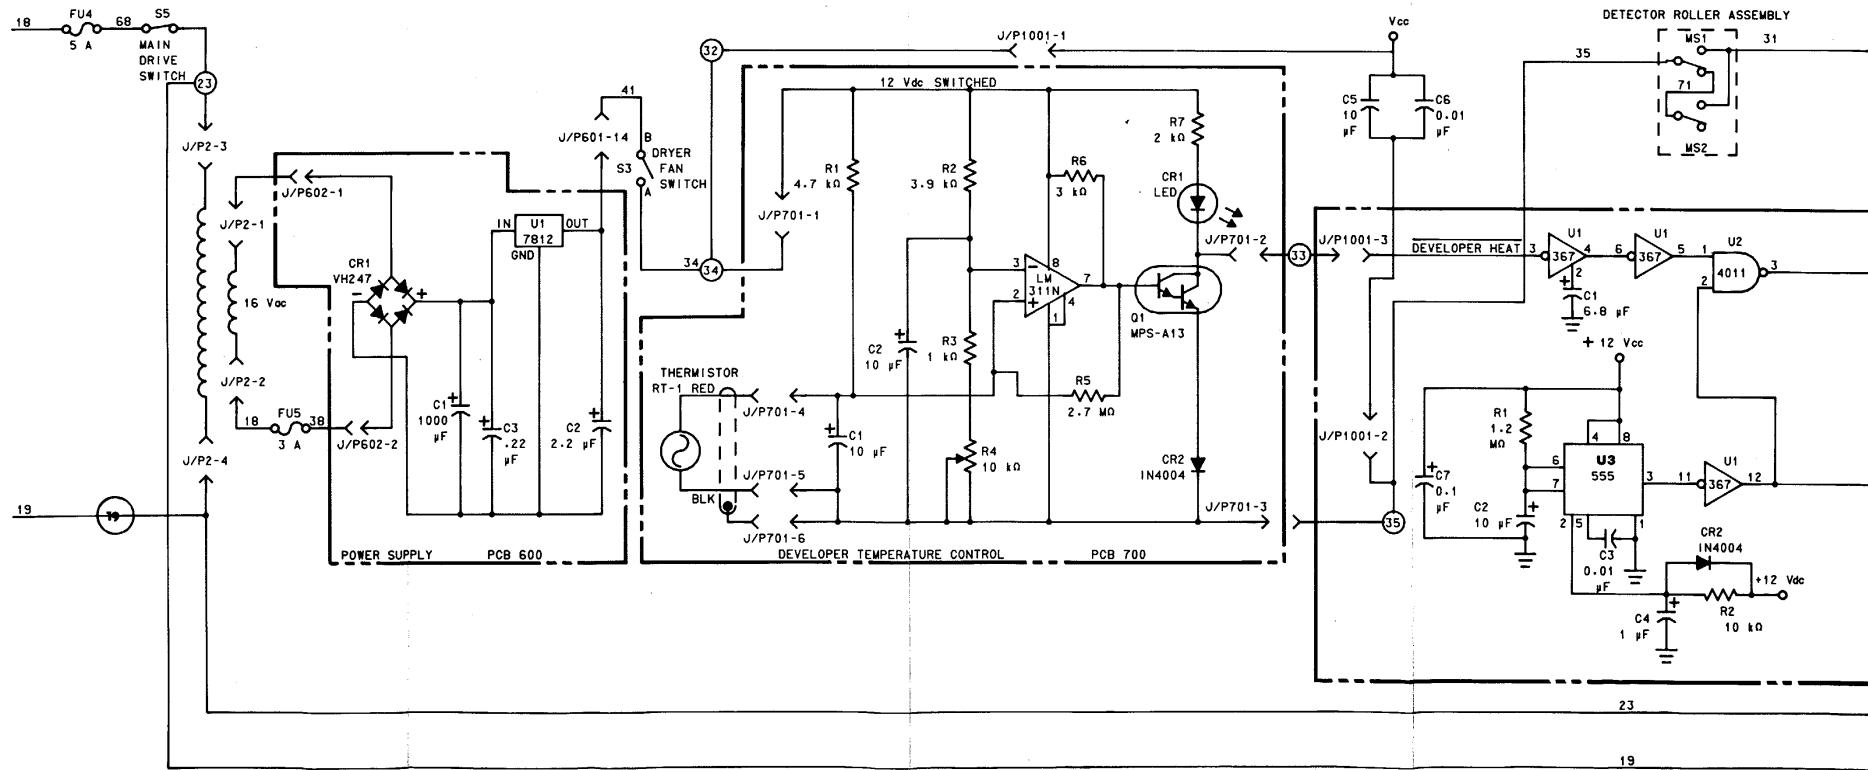 18
FU4
5 A
68
S5
MAIN
DRIVE
SWITCH
23
J/P2-3
J/P602-1
J/P2-1
16 Vac
J/P2-2
18
FU5
3 A
38
J/P602-2
J/P2-4
19
CR1
VH247
-
+
IN
U1
7812
OUT
GND
+
C1
1000
µF
+
C3
.22
µF
+
C2
2.2 µF
POWER SUPPLY
PCB 600
41
J/P601-14
B
S3
A
DRYER
FAN
SWITCH
32
34
34
J/P701-1
J/P1001-1
12 Vdc SWITCHED
R1
4.7 kΩ
R2
3.9 kΩ
R6
3 kΩ
R7
2 kΩ
CR1
LED
J/P701-2
33
3
-
8
LM
311N
7
2
+
4
1
Q1
MPS-A13
+
C2
10 µF
R3
1 kΩ
R5
2.7 MΩ
THERMISTOR
RT-1 RED
J/P701-4
+
C1
10 µF
R4
10 kΩ
CR2
IN4004
J/P701-5
BLK
J/P701-6
J/P701-3
35
DEVELOPER TEMPERATURE CONTROL
PCB 700
Vcc
C5
10
µF
C6
0.01
µF
J/P1001-3
J/P1001-2
DETECTOR ROLLER ASSEMBLY
MS1
31
35
71
MS2
DEVELOPER HEAT
3
U1
367
4
2
+
C1
6.8 µF
6
U1
367
5
1
U2
4011
3
2
+ 12 Vcc
R1
1.2
MΩ
4
8
U3
555
6
7
3
2
5
1
11
U1
367
12
+
C7
0.1
µF
C2
10 µF
+
C3
0.01
µF
CR2
IN4004
+12 Vdc
R2
10 kΩ
+
C4
1 µF
23
19